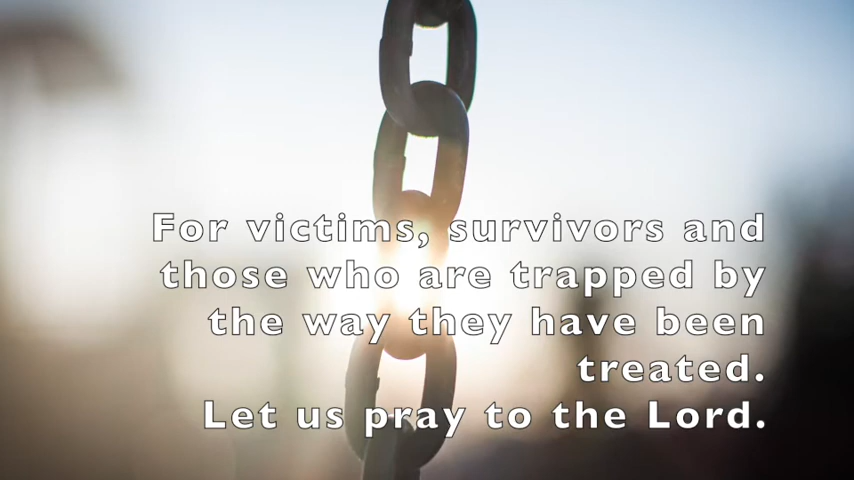 For victims, survivors and
those who are trapped by
the way they have been
treated.
Let us pray to the Lord.